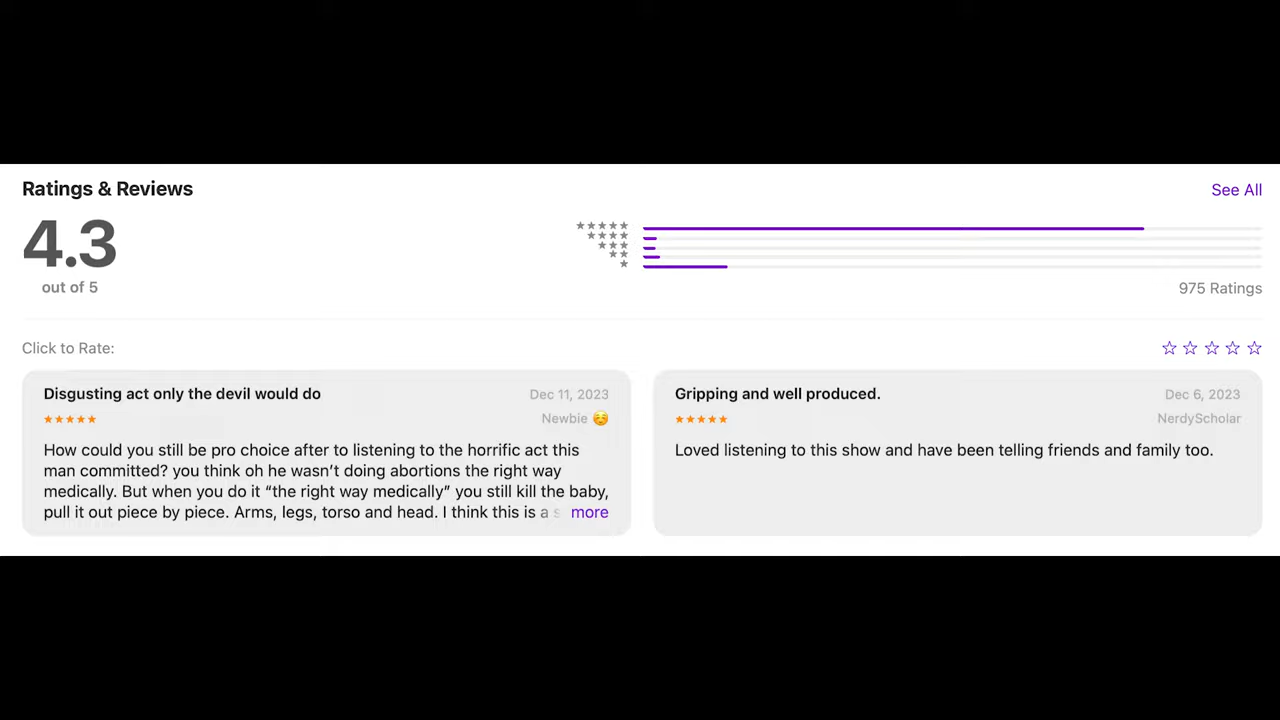 Ratings & Reviews
See All
4.3
out of 5
975 Ratings
Click to Rate:
Disgusting act only the devil would do
Dec 11, 2023
Newbie ☺️
How could you still be pro choice after to listening to the horrific act this
man committed? you think oh he wasn’t doing abortions the right way
medically. But when you do it “the right way medically” you still kill the baby,
pull it out piece by piece. Arms, legs, torso and head. I think this is a
more
Gripping and well produced.
Dec 6, 2023
NerdyScholar
Loved listening to this show and have been telling friends and family too.